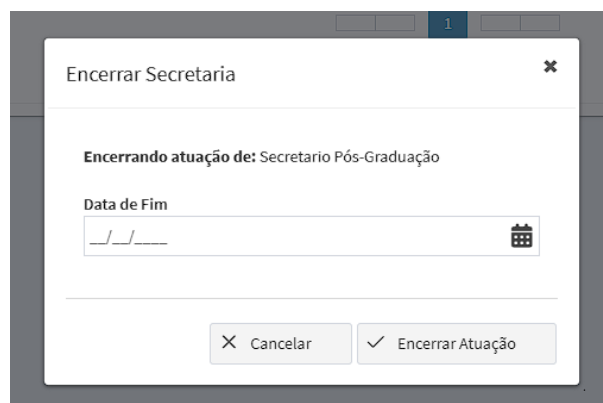 1
Encerrar Secretaria
Encerrando atuação de: Secretario Pós-Graduação
Data de Fim
__/__/____
Cancelar
Encerrar Atuação